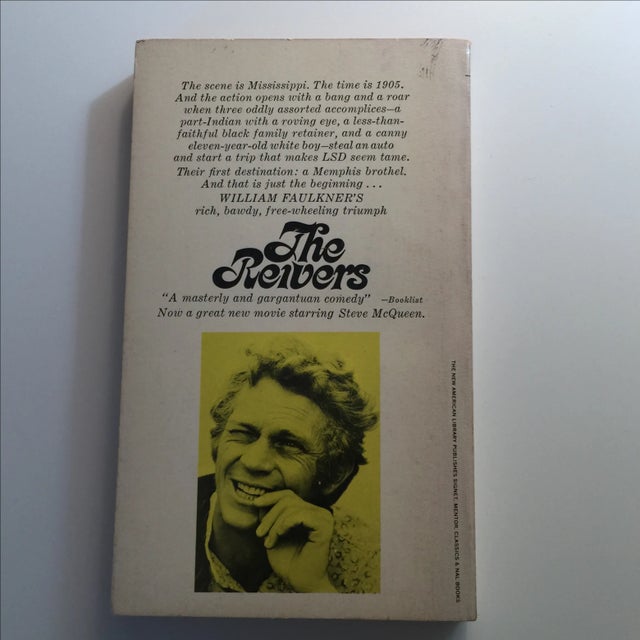 The scene is Mississippi. The time is 1905.
And the action opens with a bang and a roar
when three oddly assorted accomplices—a
part-Indian with a roving eye, a less-than-
faithful black family retainer, and a canny
eleven-year-old white boy—steal an auto
and start a trip that makes LSD seem tame.
Their first destination: a Memphis brothel.
And that is just the beginning . . .
WILLIAM FAULKNER'S
rich, bawdy, free-wheeling triumph
The
Reivers
"A masterly and gargantuan comedy" —Booklist
Now a great new movie starring Steve McQueen.
THE NEW AMERICAN LIBRARY PUBLISHES SIGNET, MENTOR, CLASSICS & NAL BOOKS